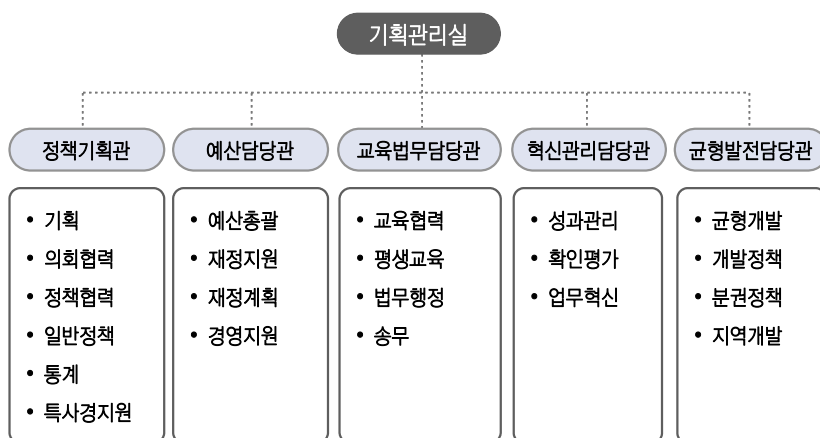 기획관리실
정책기획관
예산담당관
교육법무담당관
혁신관리담당관
균형발전담당관
• 기획
• 의회협력
• 정책협력
• 일반정책
• 통계
• 특사경지원
• 예산총괄
• 재정지원
• 재정계획
• 경영지원
• 교육협력
• 평생교육
• 법무행정
• 송무
• 성과관리
• 확인평가
• 업무혁신
• 균형개발
• 개발정책
• 분권정책
• 지역개발